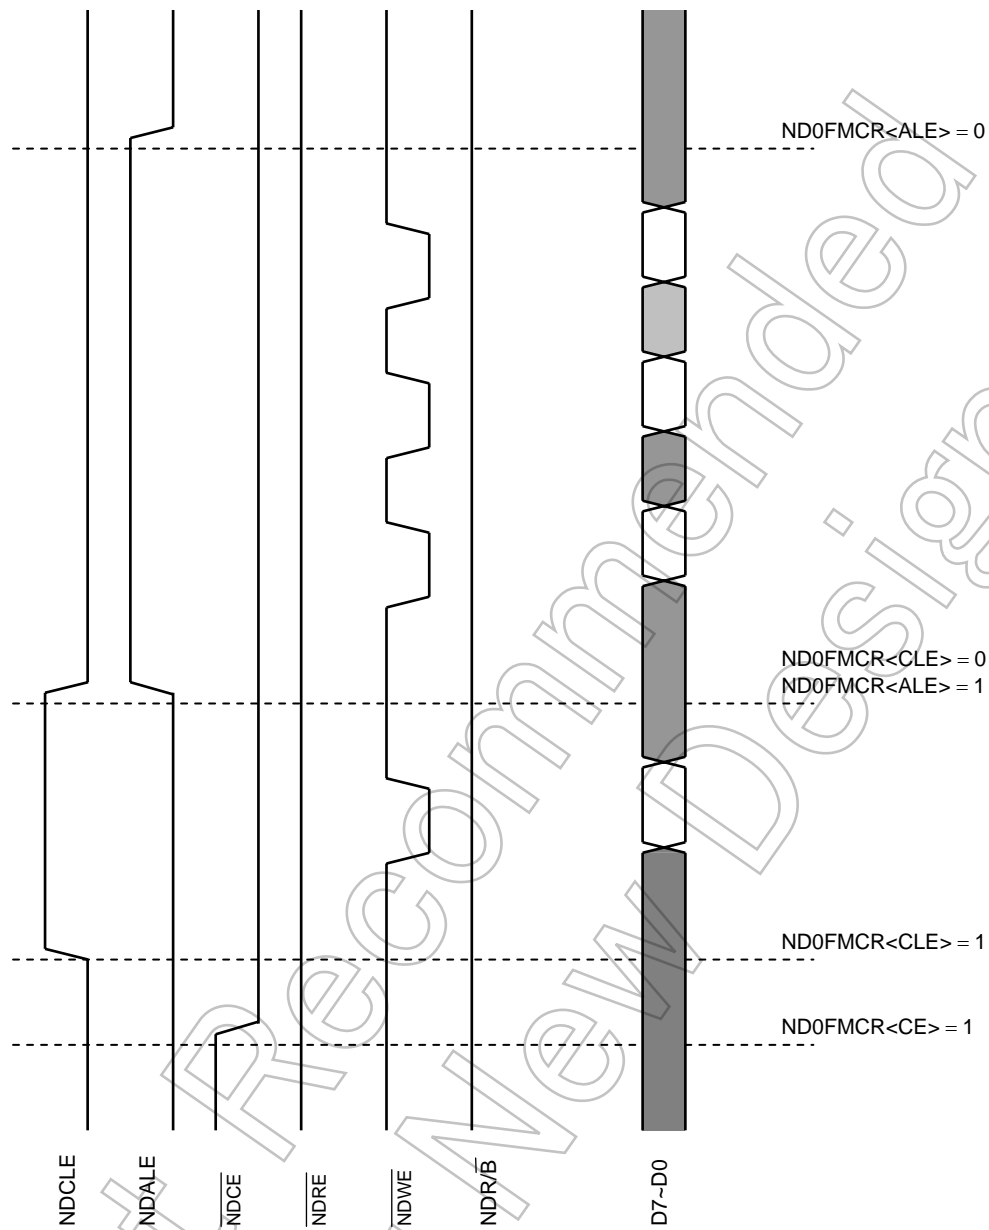 ND0FMCR<ALE> = 0
ND0FMCR<CLE> = 0
ND0FMCR<ALE> = 1
ND0FMCR<CLE> = 1
ND0FMCR<CE> = 1
NDCLE
NDALE
NDCE
NDRE
NDWE
NDR/B
D7~D0
Recommended
New Design